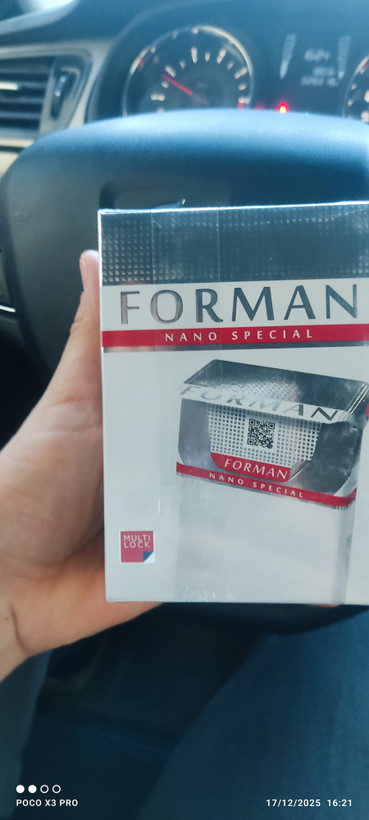 FORMAN
NANO SPECIAL
FORMAN
FORMAN
NANO SPECIAL
MULTI
LOCK
POCO X3 PRO
17/12/2025 16:21